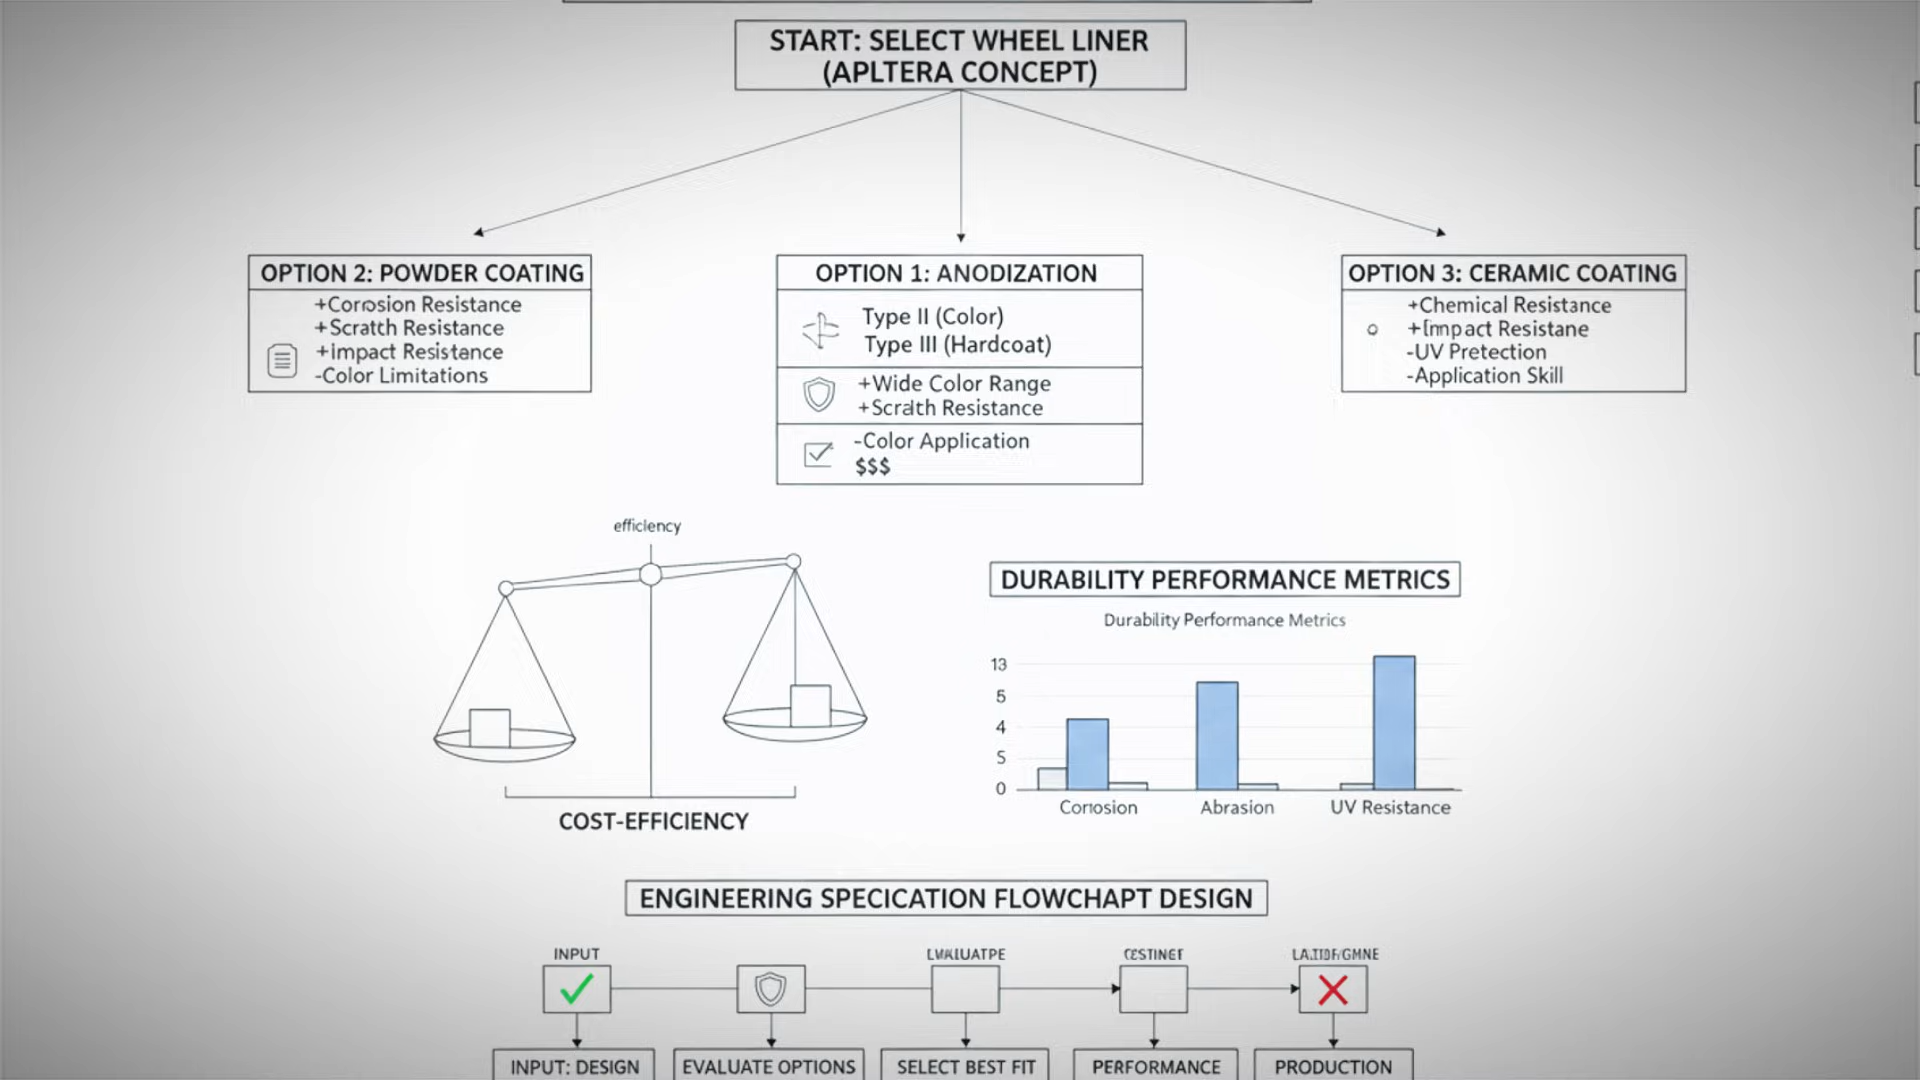 START: SELECT WHEEL LINER
(APLTERA CONCEPT)
OPTION 2: POWDER COATING
+Corrosion Resistance
+Scratch Resistance
+Impact Resistance
-Color Limitations
OPTION 1: ANODIZATION
Type II (Color)
Type III (Hardcoat)
+Wide Color Range
+Scratch Resistance
-Color Application
$$$
OPTION 3: CERAMIC COATING
+Chemical Resistance
+Impact Resistane
-UV Pretection
-Application Skill
efficiency
COST-EFFICIENCY
DURABILITY PERFORMANCE METRICS
Durability Performance Metrics
13
5
4
5
0
Corrosion
Abrasion
UV Resistance
ENGINEERING SPECICATION FLOWCHAPT DESIGN
INPUT
INPUT: DESIGN
EVALUATE OPTIONS
SELECT BEST FIT
PERFORMANCE
PRODUCTION